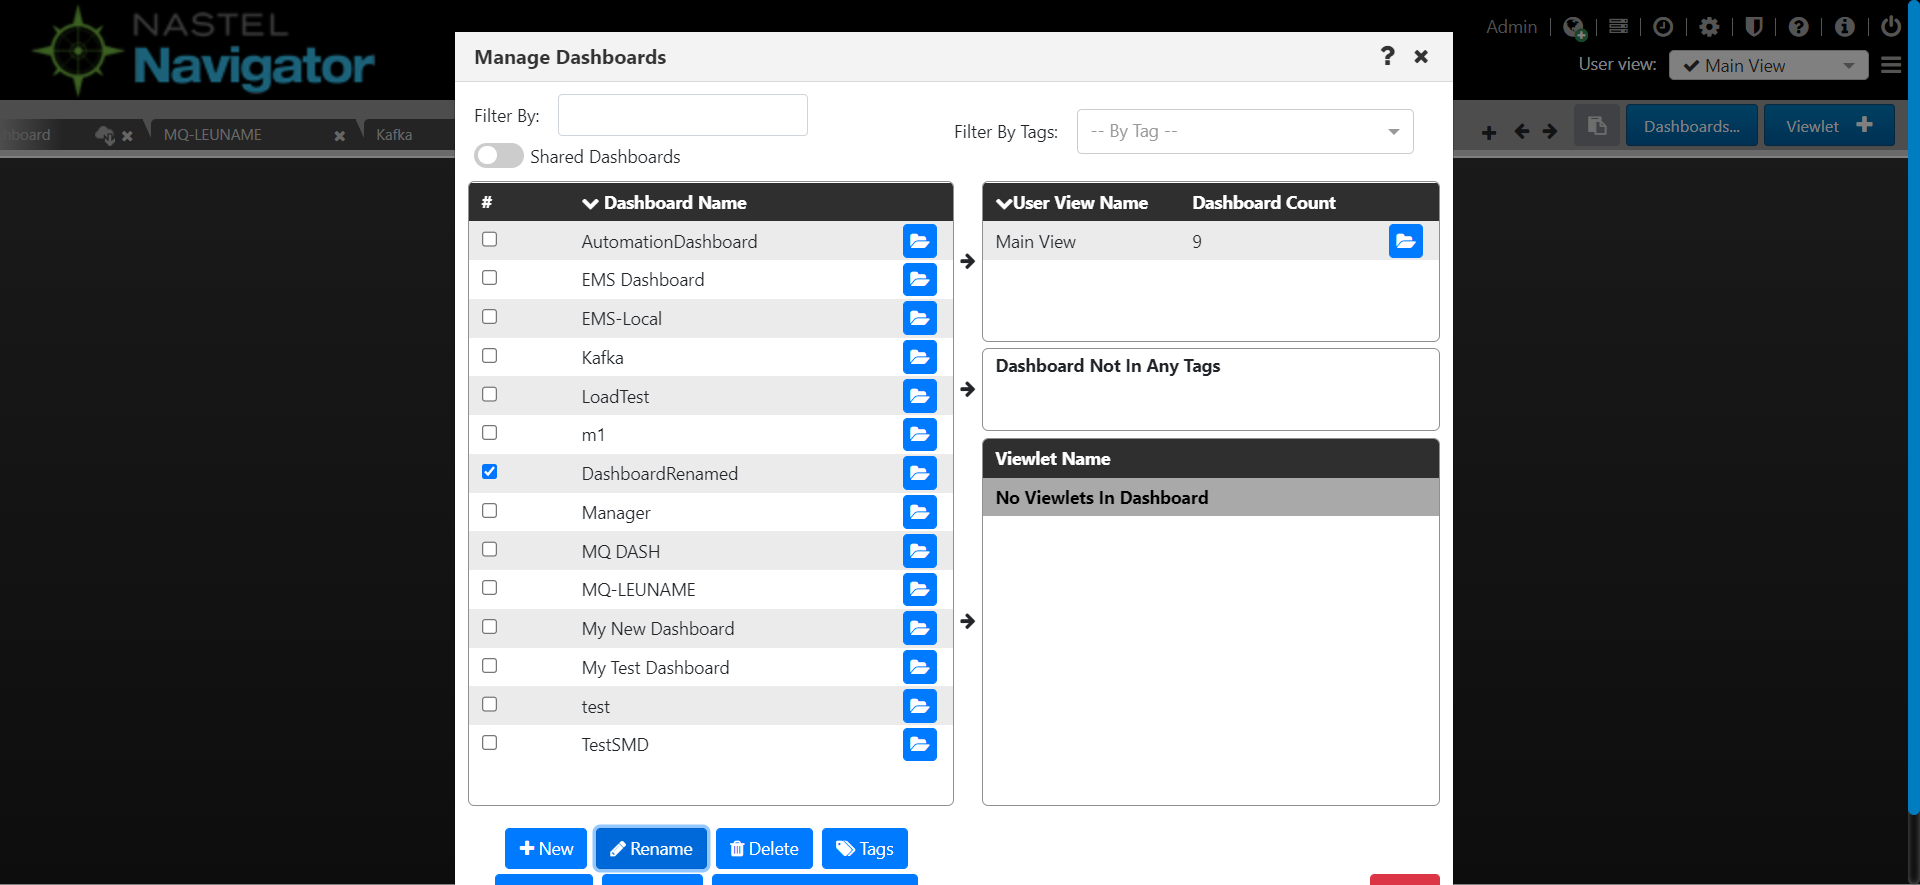 NASTEL
Navigator
Admin
User view:
Main View
hboard
MQ-LEUNAME
Kafka
Dashboards...
Viewlet
Manage Dashboards
Filter By:
Shared Dashboards
Filter By Tags:
-- By Tag --
# Dashboard Name
AutomationDashboard
EMS Dashboard
EMS-Local
Kafka
LoadTest
m1
DashboardRenamed
Manager
MQ DASH
MQ-LEUNAME
My New Dashboard
My Test Dashboard
test
TestSMD
User View Name Dashboard Count
Main View 9
Dashboard Not In Any Tags
Viewlet Name
No Viewlets In Dashboard
New
Rename
Delete
Tags